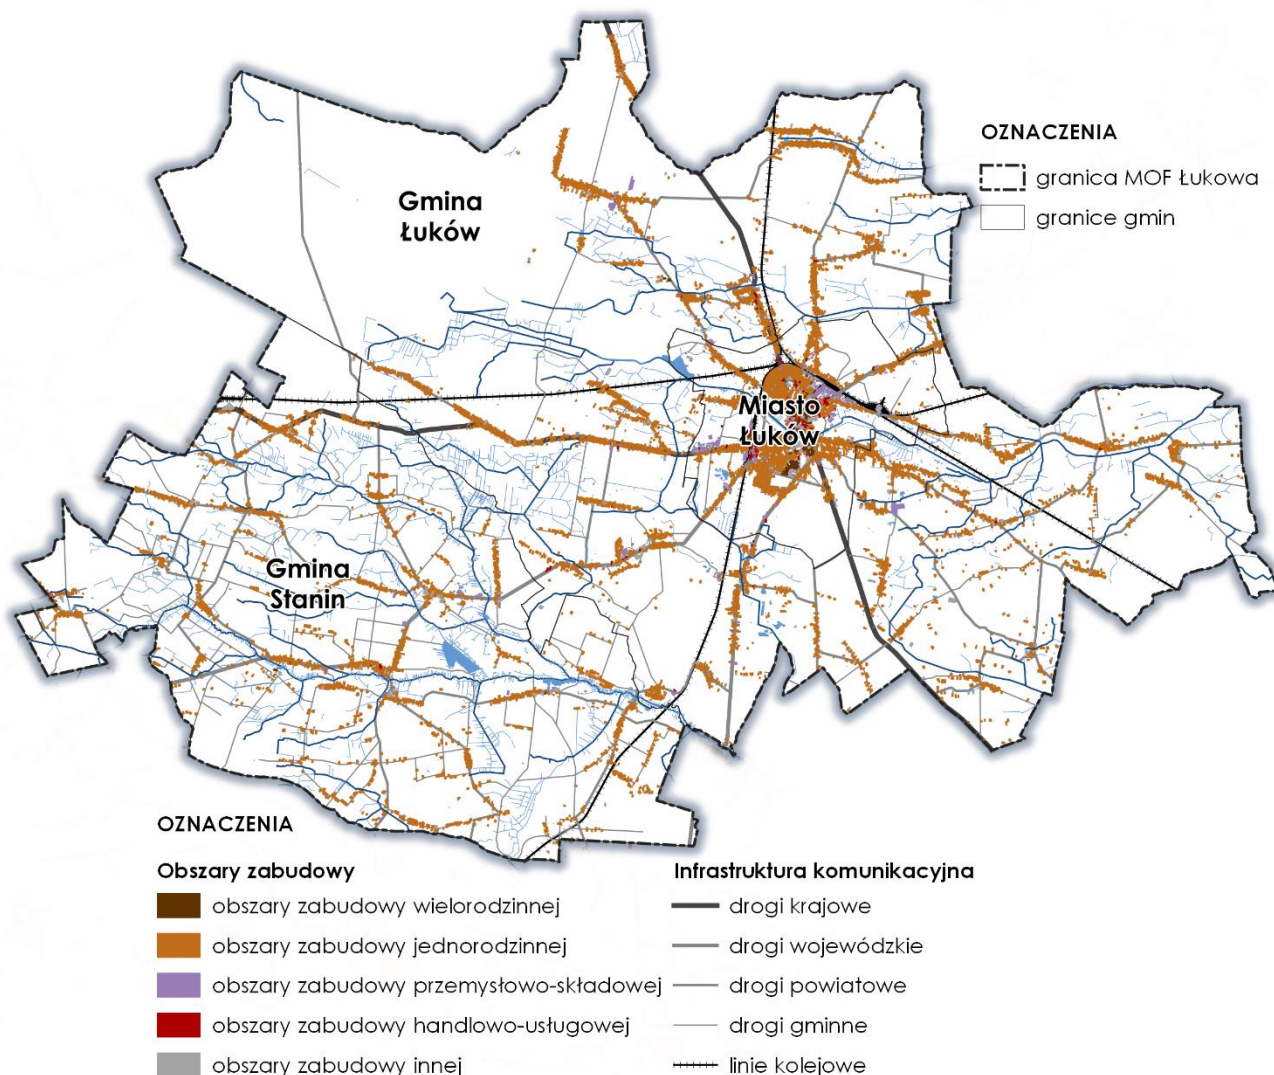 OZNACZENIA
granica MOF Łukowa
granice gmin
Gmina
Łuków
Miasto
Łuków
Gmina
Stanin
OZNACZENIA
Obszary zabudowy
obszary zabudowy wielorodzinnej
obszary zabudowy jednorodzinnej
obszary zabudowy przemysłowo-składowej
obszary zabudowy handlowo-usługowej
obszary zabudowy innej
Infrastruktura komunikacyjna
drogi krajowe
drogi wojewódzkie
drogi powiatowe
drogi gminne
linie kolejowe